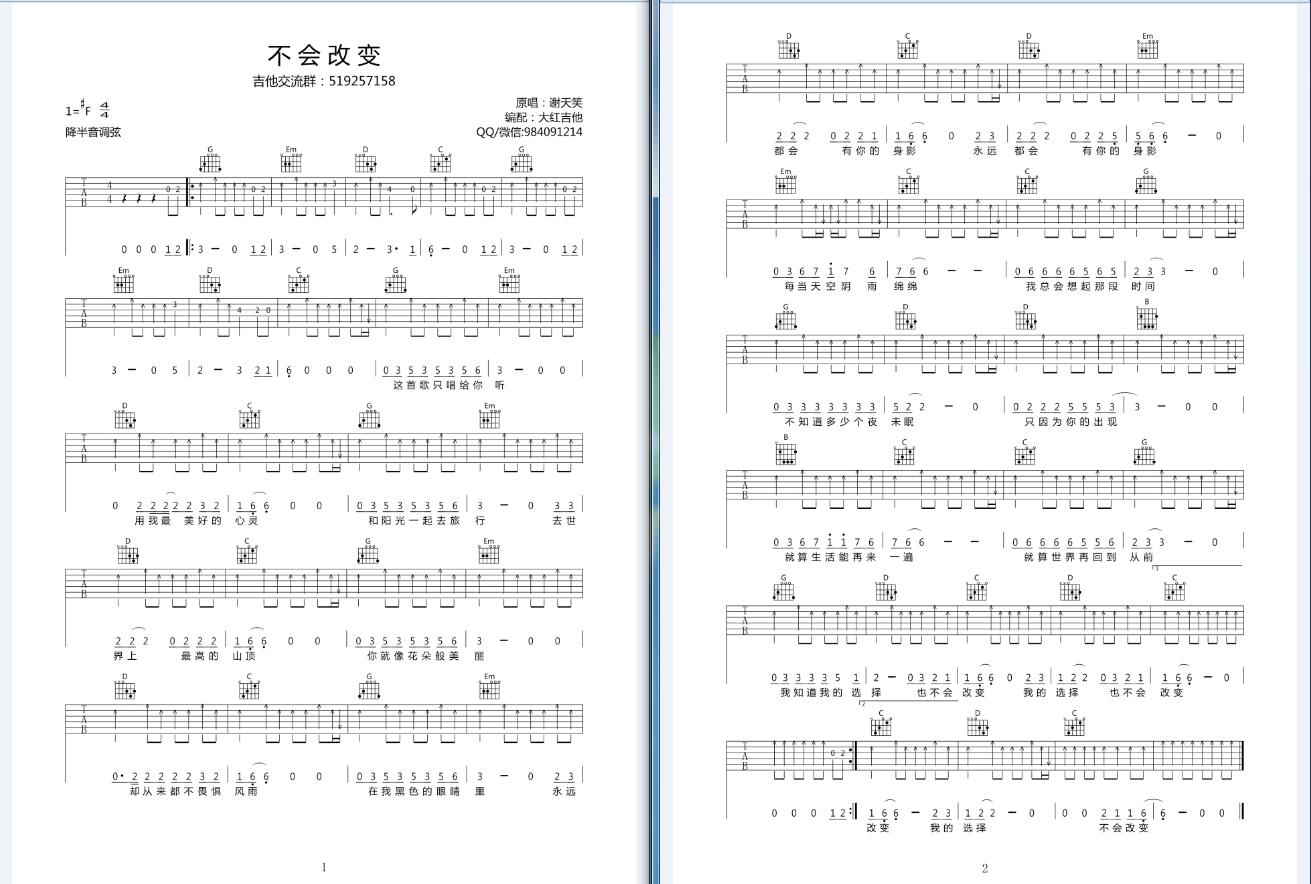 不会改变
吉他交流群：519257158
1=♯F 4/4
原唱：谢天笑
编配：大红吉他
降半音调弦
QQ/微信:984091214
G Em D C G
T A B 4 4 0 2 0 2 3 4 0 0 2 0 2
0 0 0 1 2 3 － 0 1 2 3 － 0 5 2 － 3· 1 6 － 0 1 2 3 － 0 1 2
Em D C G Em
T A B 3 4 2 0
3 － 0 5 2 － 3 2 1 6 0 0 0 0 3 5 3 5 3 5 6 3 － 0 0
这首歌只唱给你 听
D C G Em
T A B
0 2 2 2 2 2 3 2 1 6 6 0 0 0 3 5 3 5 3 5 6 3 － 0 3 3
用我最 美好的 心灵 和阳光一起去旅 行 去世
D C G Em
T A B
2 2 2 0 2 2 2 1 6 6 0 0 0 3 5 3 5 3 5 6 3 － 0 0
界上 最高的 山顶 你就像花朵般美 丽
D C G Em
T A B
0· 2 2 2 2 2 3 2 1 6 6 0 0 0 3 5 3 5 3 5 6 3 － 0 2 3
却从来都不畏惧 风雨 在我黑色的眼睛 里 永远
1
D C D Em
T A B
2 2 2 0 2 2 1 1 6 6 0 2 3 2 2 2 0 2 2 5 5 6 6 － 0
都会 有你的 身影 永远 都会 有你的 身影
Em C C G
T A B
0 3 6 7 1 7 6 7 6 6 － － 0 6 6 6 6 5 6 5 2 3 3 － 0
每当天空阴 雨 绵绵 我总会想起那段 时间
G D D B
T A B
0 3 3 3 3 3 3 3 5 2 2 － 0 0 2 2 2 5 5 5 3 3 － 0 0
不知道多少个夜 未眠 只因为你的出现
B C C G
T A B
0 3 6 7 1 1 7 6 7 6 6 － － 0 6 6 6 6 5 6 5 2 3 3 － 0
就算生活能再来 一遍 就算世界再回到 从前
1
G D C D C
T A B
0 3 1 3 3 5 1 2 － 0 3 2 1 1 6 6 0 2 3 1 2 2 0 3 2 1 1 6 6 － 0
我知道我的 选 择 也不会 改变 我的 选择 也不会 改变
2
C D C
T A B 0 2
0 0 0 1 2 1 6 6 － 2 3 1 2 2 － 0 0 2 1 1 6 6 － 0 0
改变 我的 选择 不会改变
2